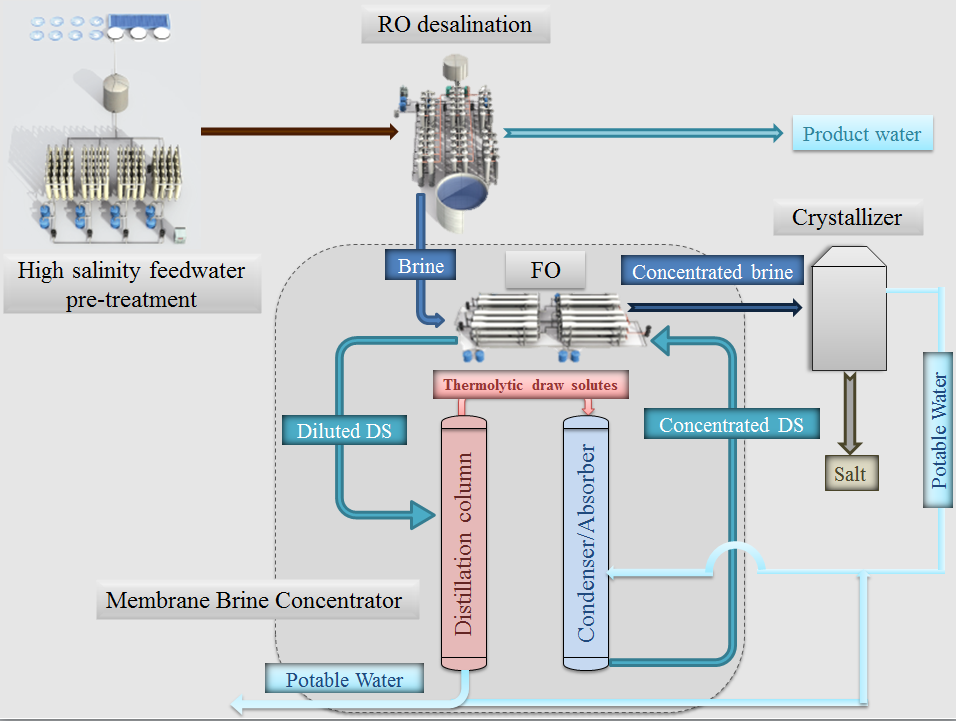 RO desalination
Product water
High salinity feedwater
pre-treatment
Crystallizer
Brine
FO
Concentrated brine
Thermolytic draw solutes
Diluted DS
Concentrated DS
Potable Water
Salt
Distillation column
Condenser/Absorber
Membrane Brine Concentrator
Potable Water